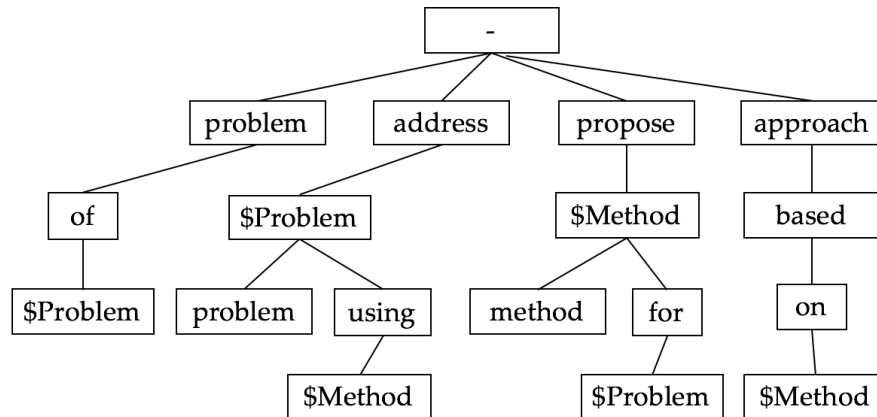 -
problem address propose approach
of $Problem $Method based
$Problem problem using method for on
$Method $Problem $Method